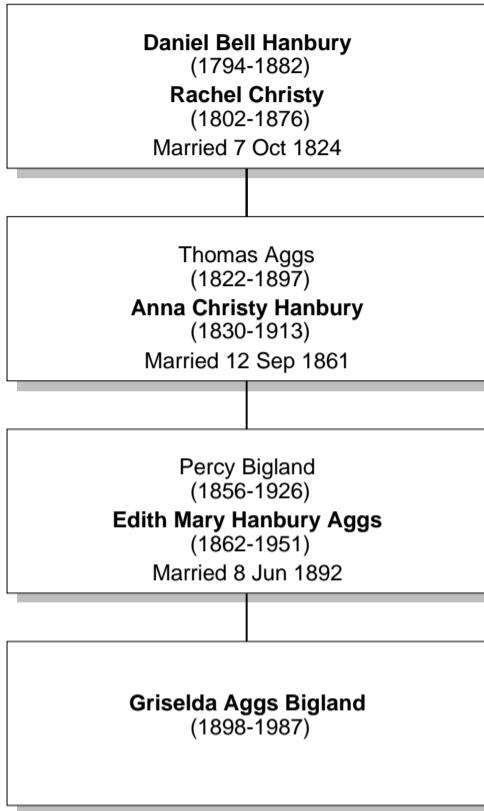 Daniel Bell Hanbury
(1794-1882)
Rachel Christy
(1802-1876)
Married 7 Oct 1824
Thomas Aggs
(1822-1897)
Anna Christy Hanbury
(1830-1913)
Married 12 Sep 1861
Percy Bigland
(1856-1926)
Edith Mary Hanbury Aggs
(1862-1951)
Married 8 Jun 1892
Griselda Aggs Bigland
(1898-1987)